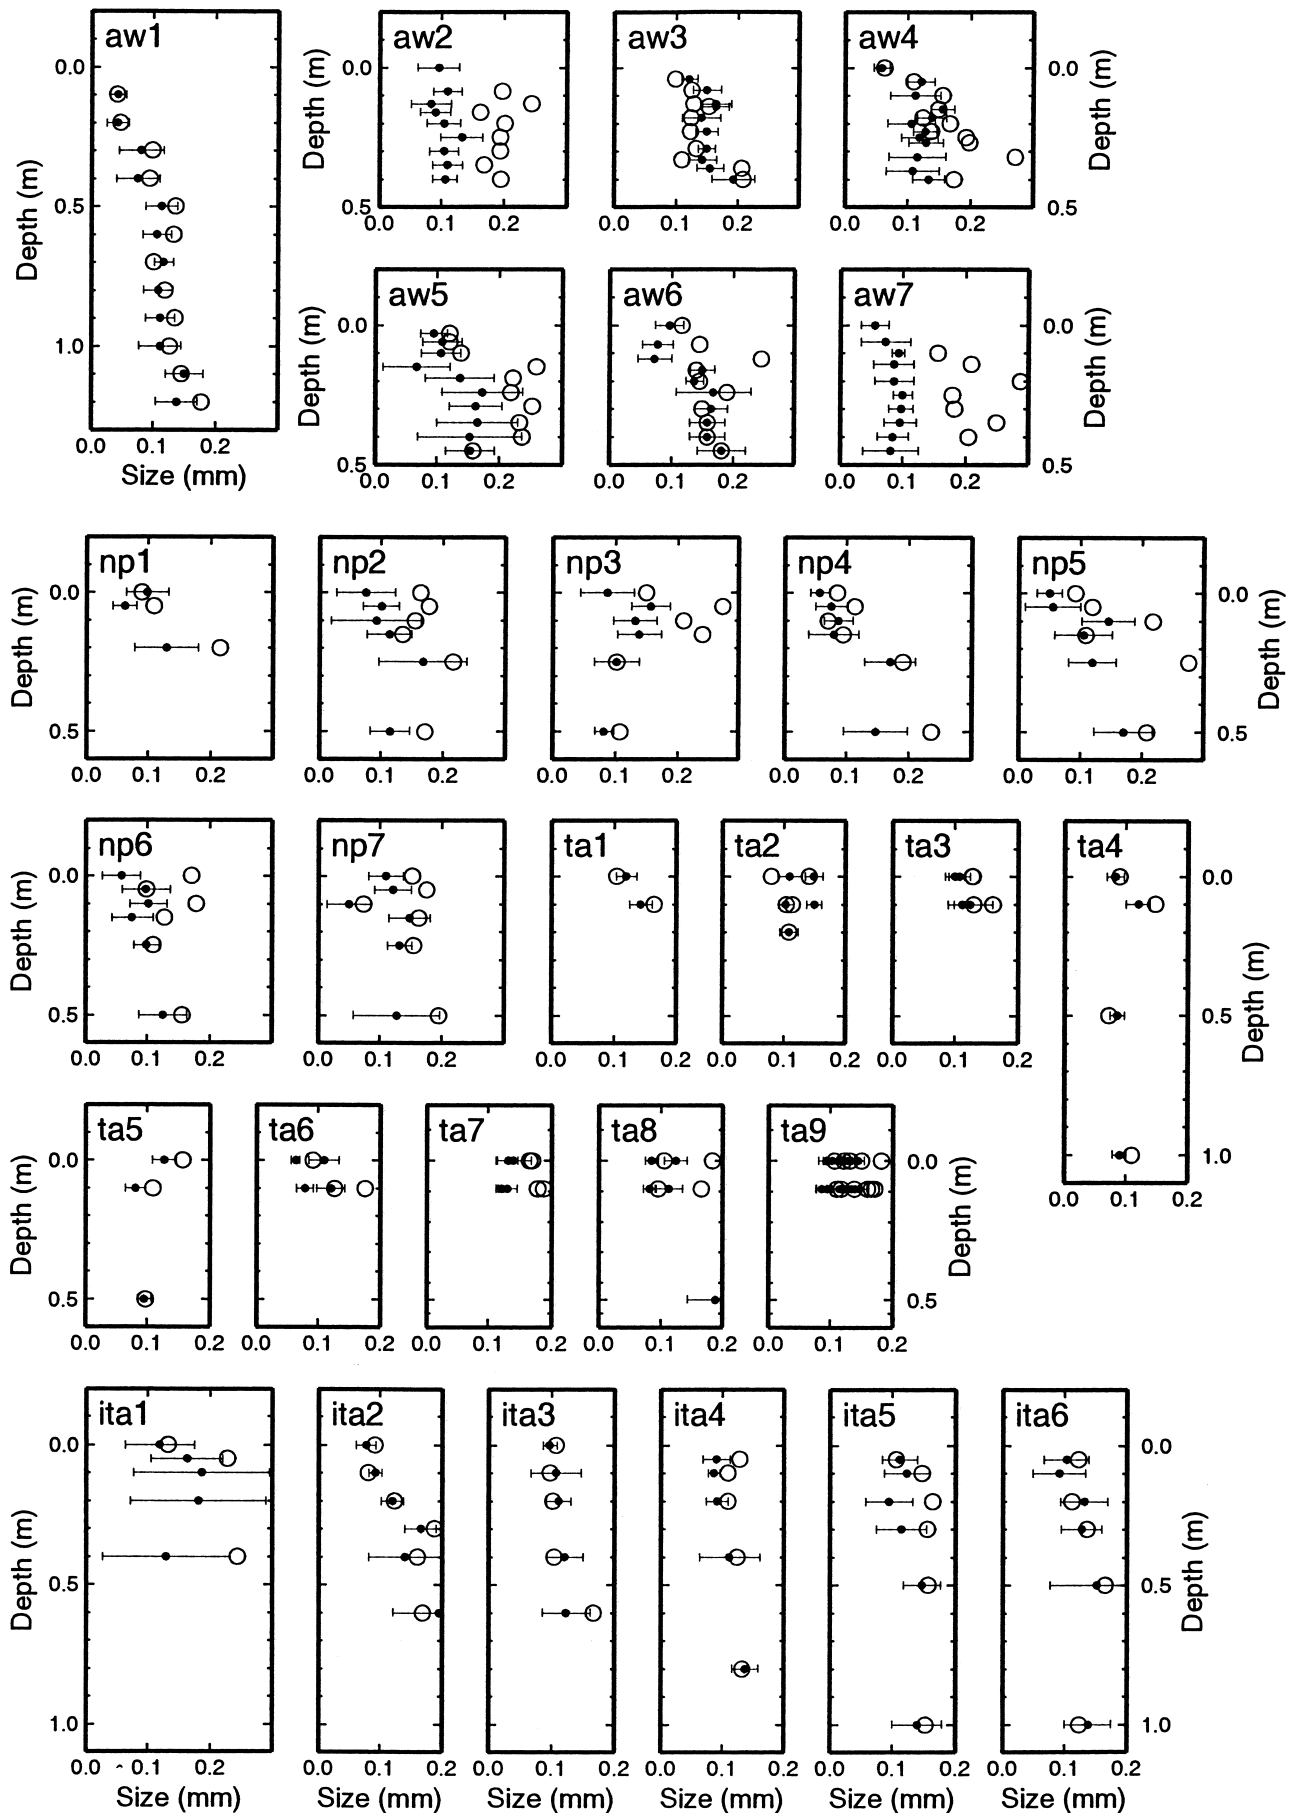 aw1
aw2
aw3
aw4
0.0
0.5
1.0
Depth (m)
0.0
0.5
Depth (m)
0.0
0.5
Depth (m)
0.0 0.1 0.2
0.0 0.1 0.2
0.0 0.1 0.2
0.0 0.1 0.2
Size (mm)
aw5
aw6
aw7
0.0
0.5
Depth (m)
0.0
0.5
Depth (m)
0.0 0.1 0.2
0.0 0.1 0.2
0.0 0.1 0.2
np1
np2
np3
np4
np5
0.0
0.5
Depth (m)
0.0
0.5
Depth (m)
0.0 0.1 0.2
0.0 0.1 0.2
0.0 0.1 0.2
0.0 0.1 0.2
0.0 0.1 0.2
np6
np7
ta1
ta2
ta3
ta4
0.0
0.5
Depth (m)
0.0
0.5
1.0
Depth (m)
0.0 0.1 0.2
0.0 0.1 0.2
0.0 0.1 0.2
0.0 0.1 0.2
0.0 0.1 0.2
0.0 0.1 0.2
ta5
ta6
ta7
ta8
ta9
0.0
0.5
Depth (m)
0.0
0.5
Depth (m)
0.0 0.1 0.2
0.0 0.1 0.2
0.0 0.1 0.2
0.0 0.1 0.2
0.0 0.1 0.2
ita1
ita2
ita3
ita4
ita5
ita6
0.0
0.5
1.0
Depth (m)
0.0
0.5
1.0
Depth (m)
0.0 0.1 0.2
0.0 0.1 0.2
0.0 0.1 0.2
0.0 0.1 0.2
0.0 0.1 0.2
0.0 0.1 0.2
Size (mm)
Size (mm)
Size (mm)
Size (mm)
Size (mm)
Size (mm)